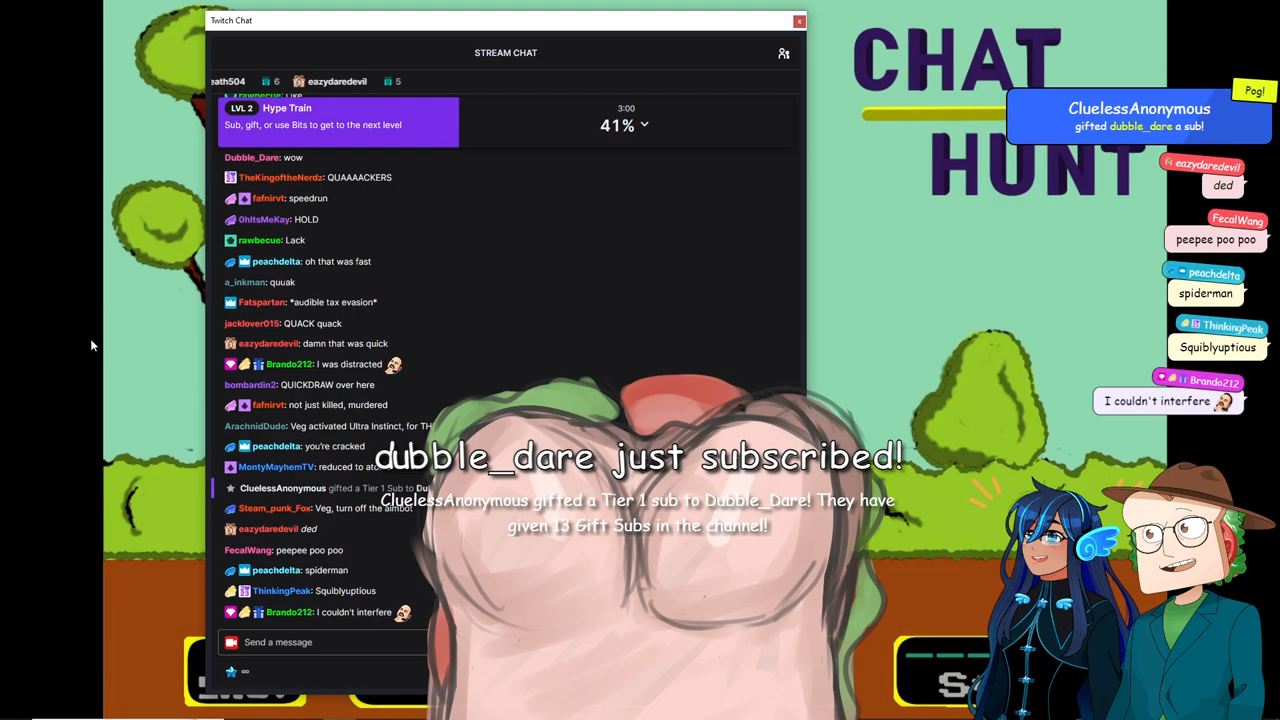 Twitch Chat
STREAM CHAT
eath504 6 eazydaredevil 5
rawbecue: Like
LVL 2 Hype Train
Sub, gift, or use Bits to get to the next level
3:00
41%
Dubble_Dare: wow
TheKingoftheNerdz: QUAAAACKERS
fafnirvt: speedrun
0hItsMeKay: HOLD
rawbecue: Lack
peachdelta: oh that was fast
a_inkman: quuak
Fatspartan: *audible tax evasion*
jacklover015: QUACK quack
eazydaredevil: damn that was quick
Brando212: I was distracted
bombardin2: QUICKDRAW over here
fafnirvt: not just killed, murdered
ArachnidDude: Veg activated Ultra Instinct, for TH
peachdelta: you're cracked
MontyMayhemTV: reduced to ato
CluelessAnonymous gifted a Tier 1 Sub to Du
Steam_punk_Fox: Veg, turn off the aimbot
eazydaredevil ded
FecalWang: peepee poo poo
peachdelta: spiderman
ThinkingPeak: Squiblyuptious
Brando212: I couldn't interfere
Send a message
∞
dubble_dare just subscribed!
CluelessAnonymous gifted a Tier 1 sub to Dubble_Dare! They have
given 13 Gift Subs in the channel!
CHAT
HUNT
Pog!
CluelessAnonymous
gifted dubble_dare a sub!
eazydaredevil
ded
FecalWang
peepee poo poo
peachdelta
spiderman
ThinkingPeak
Squiblyuptious
Brando212
I couldn't interfere